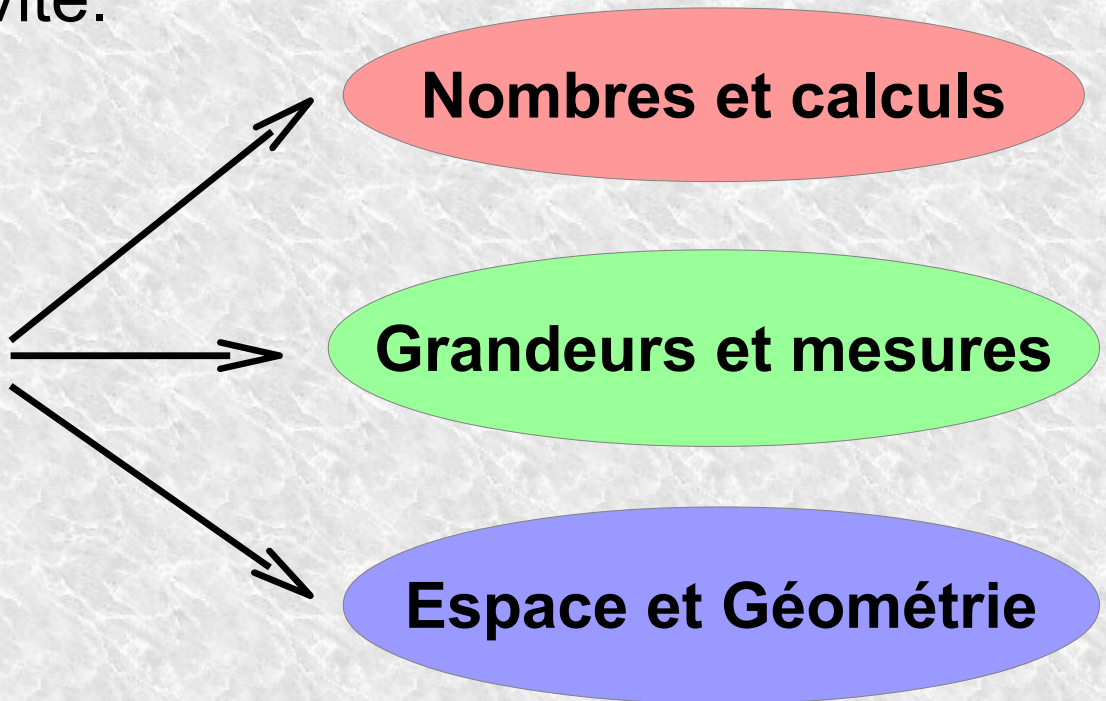 Nombres et calculs
Grandeurs et mesures
Espace et Géométrie